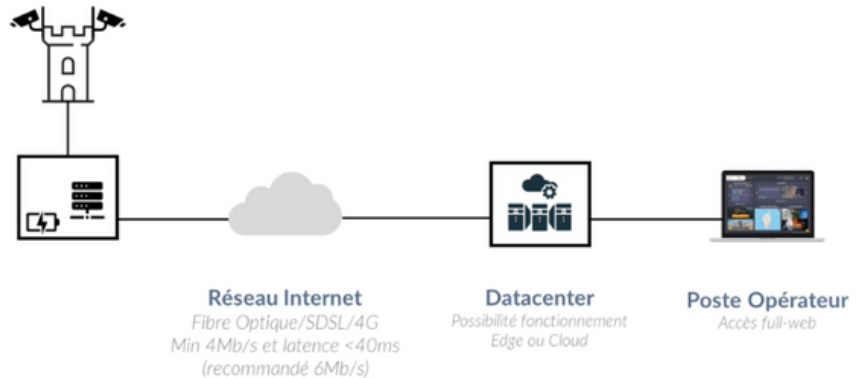 Réseau Internet
Fibre Optique/SDSL/4G
Min 4Mb/s et latence <40ms
(recommandé 6Mb/s)
Datacenter
Possibilité fonctionnement
Edge ou Cloud
Poste Opérateur
Accès full-web